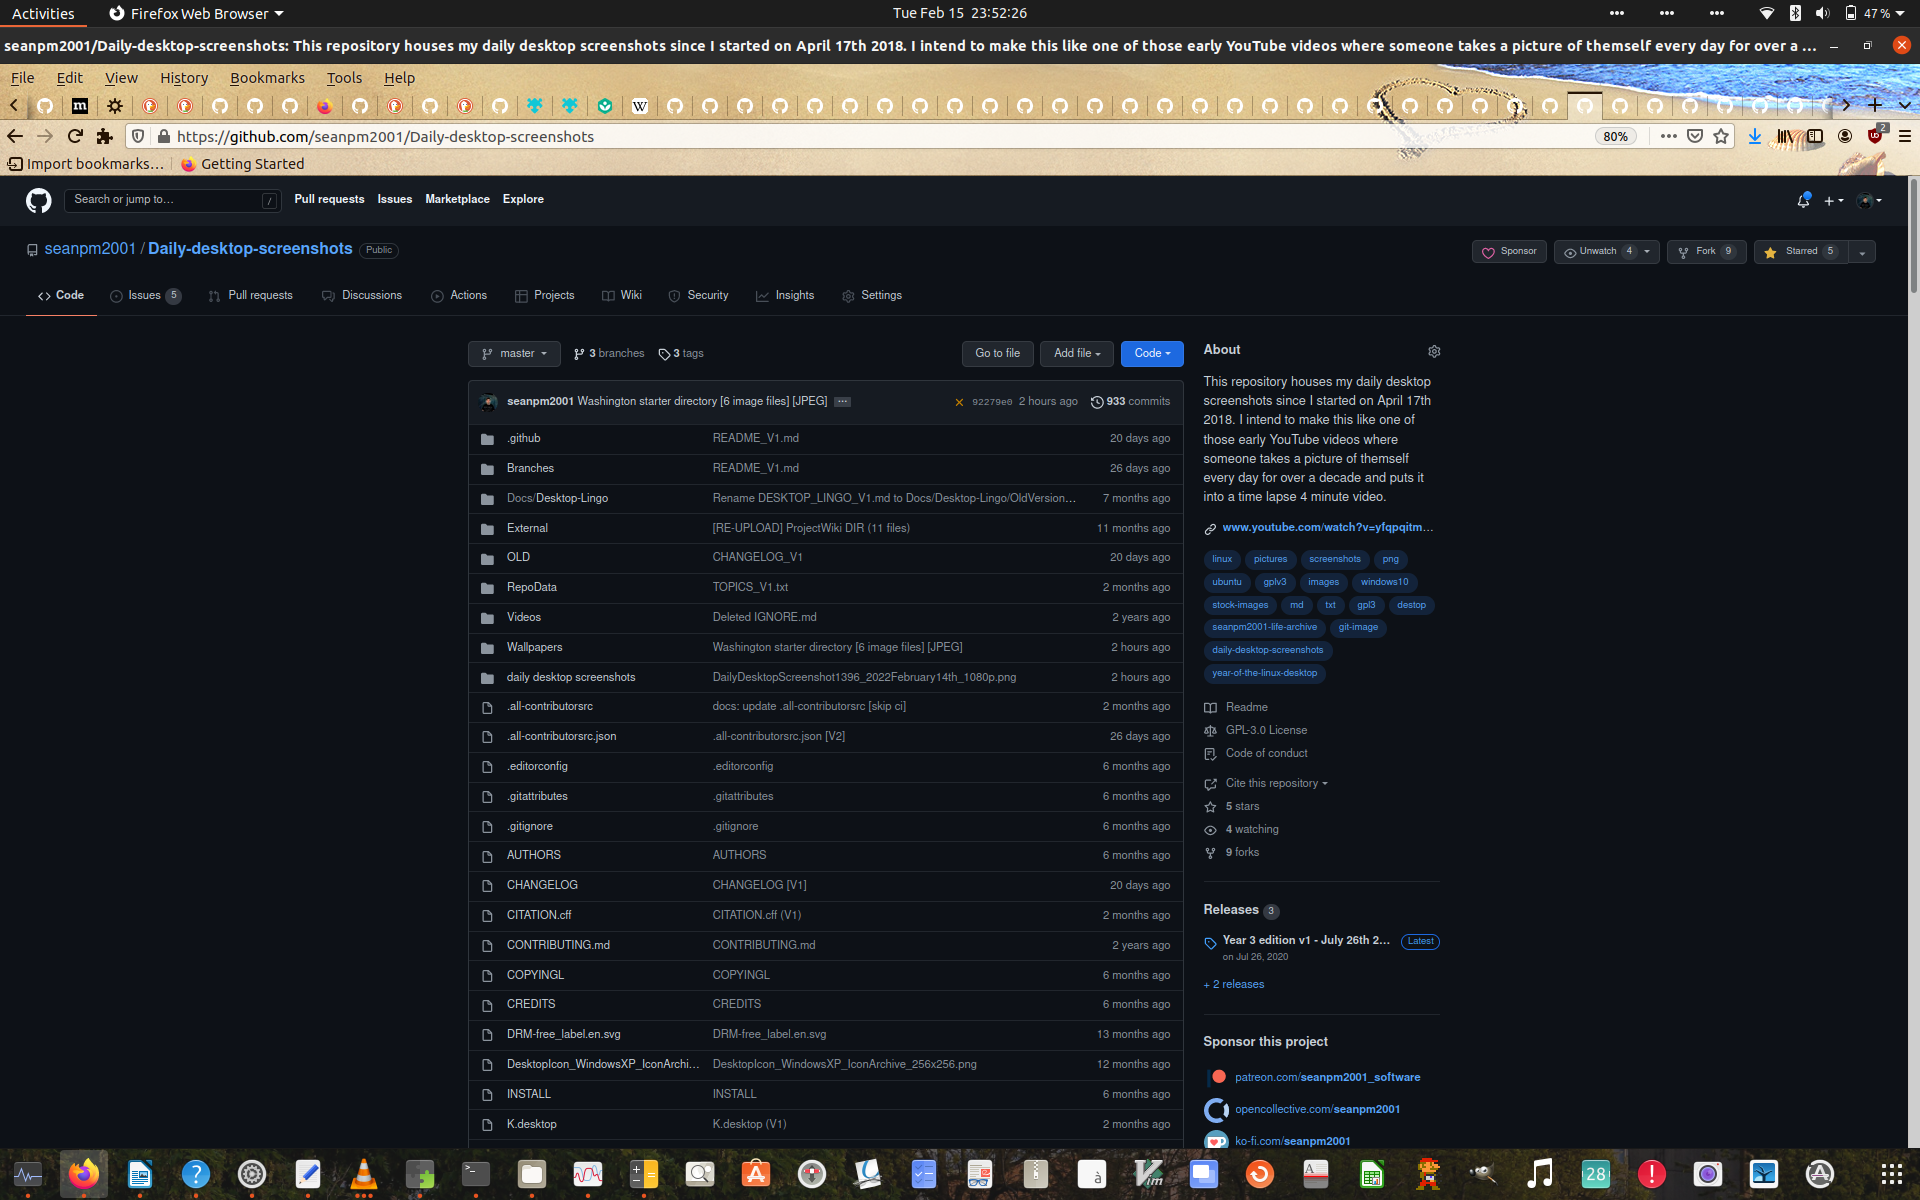 Activities
Firefox Web Browser
Tue Feb 15  23:52:26
47 %
seanpm2001/Daily-desktop-screenshots: This repository houses my daily desktop screenshots since I started on April 17th 2018. I intend to make this like one of those early YouTube videos where someone takes a picture of themself every day for over a ...
File Edit View History Bookmarks Tools Help
https://github.com/seanpm2001/Daily-desktop-screenshots
80%
2
Import bookmarks...
Getting Started
Search or jump to...
/
Pull requests Issues Marketplace Explore
seanpm2001 / Daily-desktop-screenshots Public
Sponsor
Unwatch 4
Fork 9
Starred 5
Code
Issues 5
Pull requests
Discussions
Actions
Projects
Wiki
Security
Insights
Settings
master
3 branches
3 tags
Go to file
Add file
Code
seanpm2001 Washington starter directory [6 image files] [JPEG] ...
92279e0 2 hours ago
933 commits
.github README_V1.md 20 days ago
Branches README_V1.md 26 days ago
Docs/Desktop-Lingo Rename DESKTOP_LINGO_V1.md to Docs/Desktop-Lingo/OldVersion... 7 months ago
External [RE-UPLOAD] ProjectWiki DIR (11 files) 11 months ago
OLD CHANGELOG_V1 20 days ago
RepoData TOPICS_V1.txt 2 months ago
Videos Deleted IGNORE.md 2 years ago
Wallpapers Washington starter directory [6 image files] [JPEG] 2 hours ago
daily desktop screenshots DailyDesktopScreenshot1396_2022February14th_1080p.png 2 hours ago
.all-contributorsrc docs: update .all-contributorsrc [skip ci] 2 months ago
.all-contributorsrc.json .all-contributorsrc.json [V2] 26 days ago
.editorconfig .editorconfig 6 months ago
.gitattributes .gitattributes 6 months ago
.gitignore .gitignore 6 months ago
AUTHORS AUTHORS 6 months ago
CHANGELOG CHANGELOG [V1] 20 days ago
CITATION.cff CITATION.cff (V1) 2 months ago
CONTRIBUTING.md CONTRIBUTING.md 2 years ago
COPYINGL COPYINGL 6 months ago
CREDITS CREDITS 6 months ago
DRM-free_label.en.svg DRM-free_label.en.svg 13 months ago
DesktopIcon_WindowsXP_IconArchi... DesktopIcon_WindowsXP_IconArchive_256x256.png 12 months ago
INSTALL INSTALL 6 months ago
K.desktop K.desktop (V1) 2 months ago
About
This repository houses my daily desktop
screenshots since I started on April 17th
2018. I intend to make this like one of
those early YouTube videos where
someone takes a picture of themself
every day for over a decade and puts it
into a time lapse 4 minute video.
www.youtube.com/watch?v=yfqpqitm...
linux pictures screenshots png
ubuntu gplv3 images windows10
stock-images md txt gpl3 destop
seanpm2001-life-archive git-image
daily-desktop-screenshots
year-of-the-linux-desktop
Readme
GPL-3.0 License
Code of conduct
Cite this repository
5 stars
4 watching
9 forks
Releases 3
Year 3 edition v1 - July 26th 2... Latest
on Jul 26, 2020
+ 2 releases
Sponsor this project
patreon.com/seanpm2001_software
opencollective.com/seanpm2001
ko-fi.com/seanpm2001
28